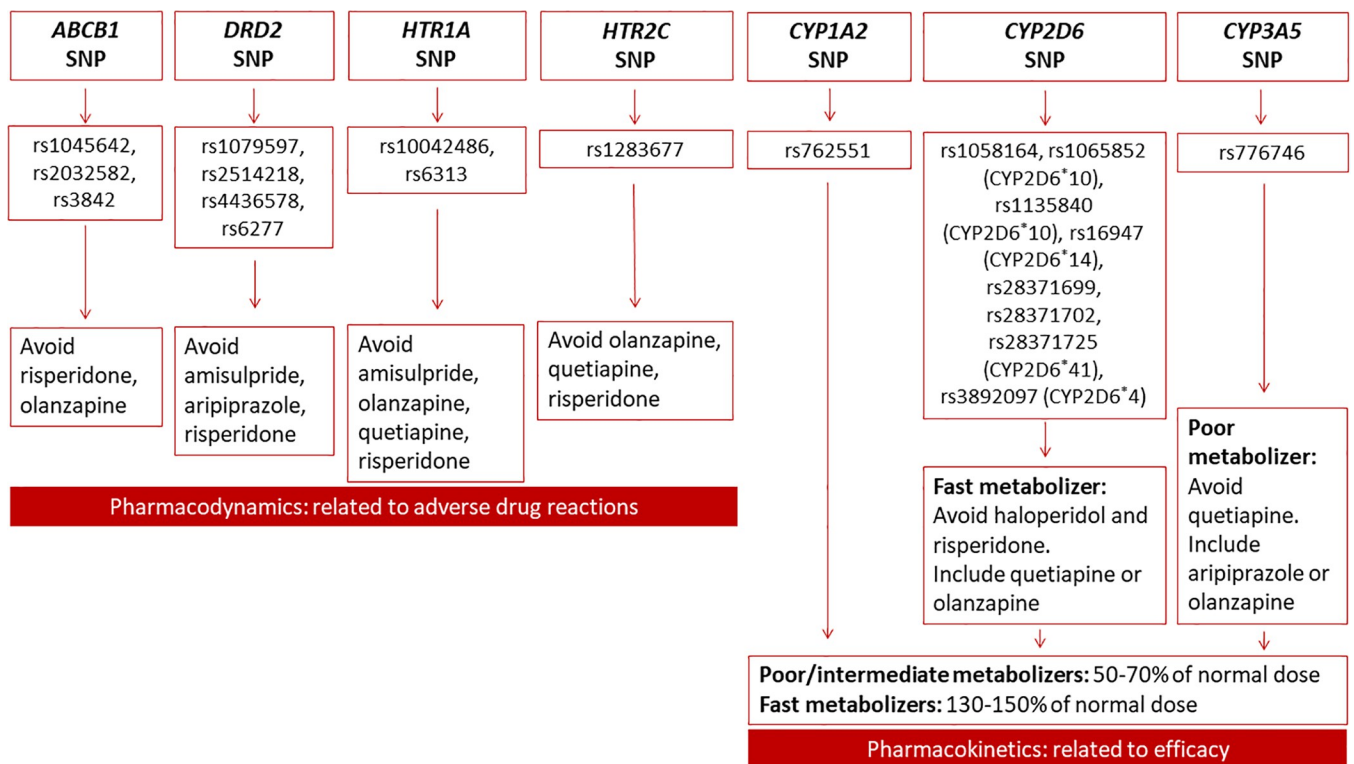 ABCB1
SNP
DRD2
SNP
HTR1A
SNP
HTR2C
SNP
CYP1A2
SNP
CYP2D6
SNP
CYP3A5
SNP
rs1045642,
rs2032582,
rs3842
rs1079597,
rs2514218,
rs4436578,
rs6277
rs10042486,
rs6313
rs1283677
rs762551
rs1058164, rs1065852
(CYP2D6*10),
rs1135840
(CYP2D6*10), rs16947
(CYP2D6*14),
rs28371699,
rs28371702,
rs28371725
(CYP2D6*41),
rs3892097 (CYP2D6*4)
rs776746
Avoid
risperidone,
olanzapine
Avoid
amisulpride,
aripiprazole,
risperidone
Avoid
amisulpride,
olanzapine,
quetiapine,
risperidone
Avoid olanzapine,
quetiapine,
risperidone
Pharmacodynamics: related to adverse drug reactions
Fast metabolizer:
Avoid haloperidol and
risperidone.
Include quetiapine or
olanzapine
Poor
metabolizer:
Avoid
quetiapine.
Include
aripiprazole or
olanzapine
Poor/intermediate metabolizers: 50-70% of normal dose
Fast metabolizers: 130-150% of normal dose
Pharmacokinetics: related to efficacy